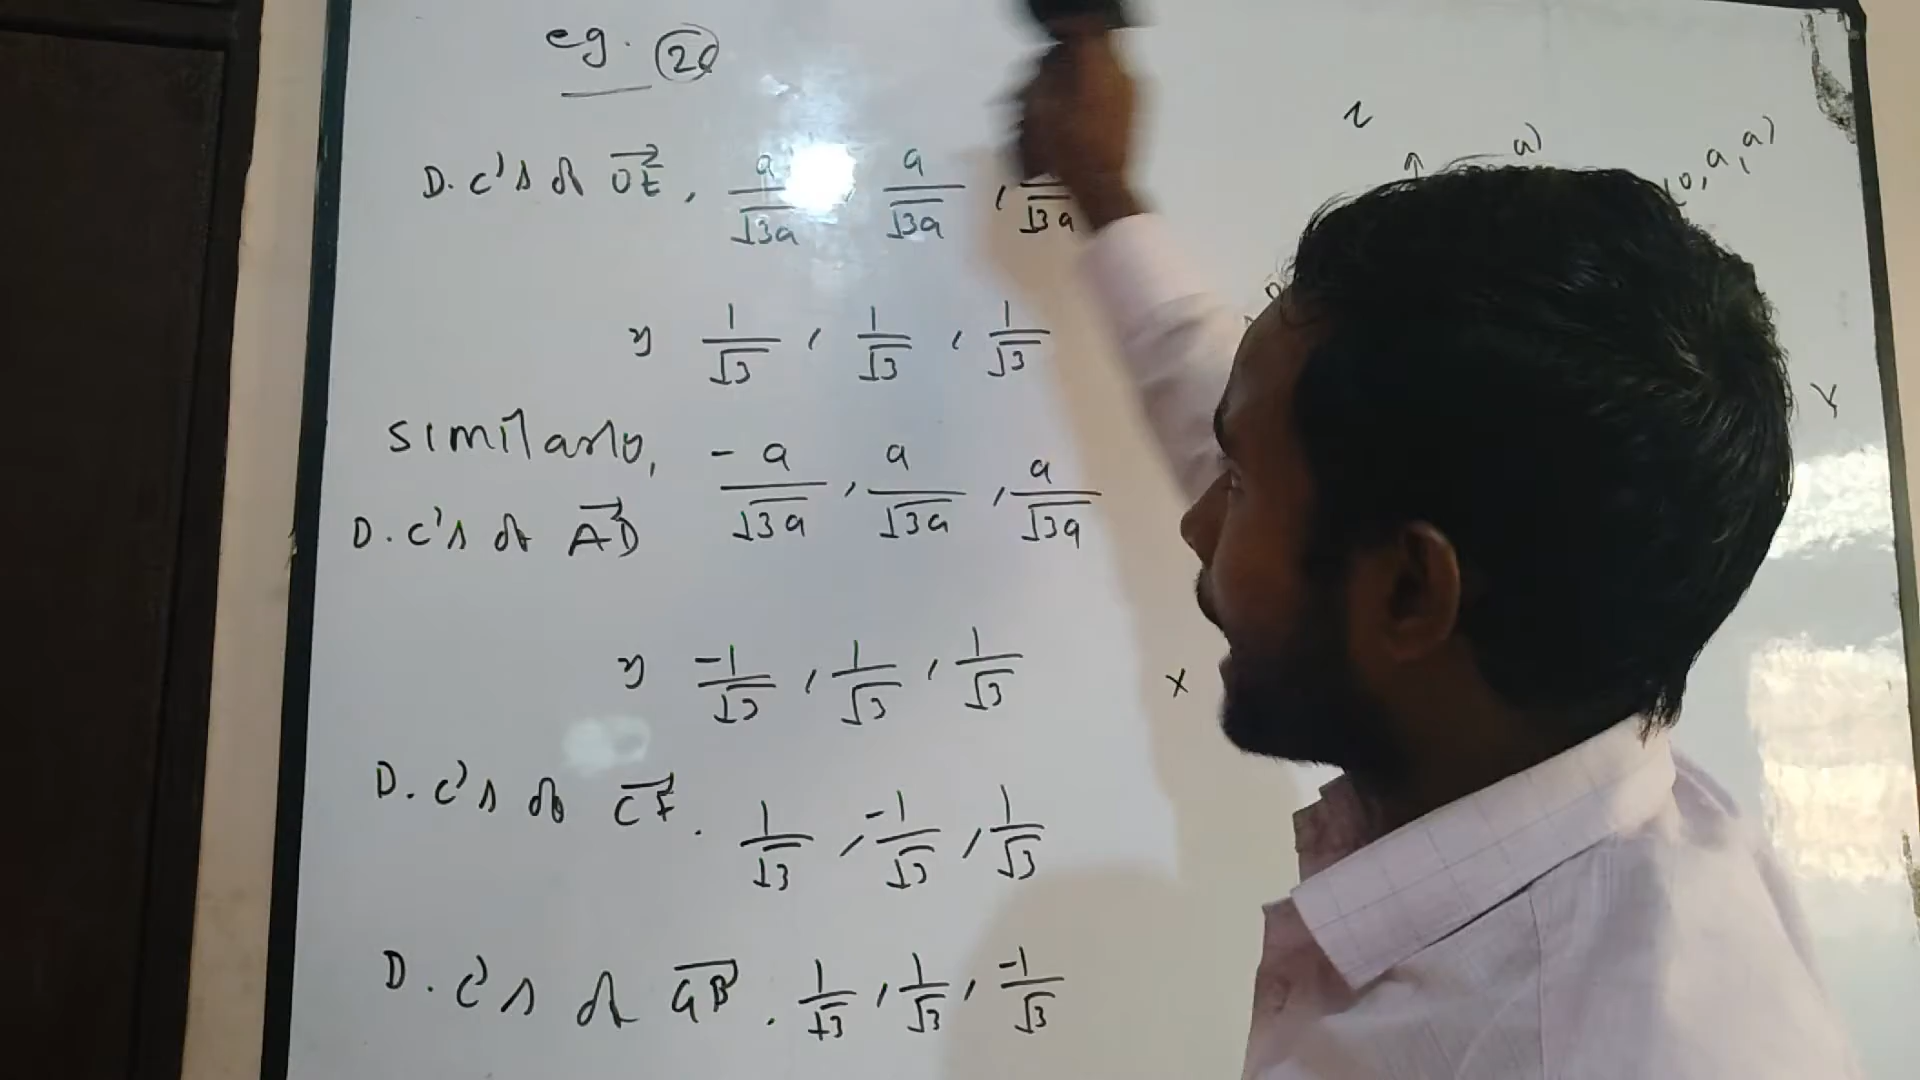 eg. 26
D.C's of OE, a/√3a, a/√3a, /√3a
⇒ 1/√3, 1/√3, 1/√3
Similarly,
D.C's of AD -a/√3a, a/√3a, a/√3a
⇒ -1/√3, 1/√3, 1/√3
D.C's of CF. 1/√3, -1/√3, 1/√3
D.C's of GB. 1/√3, 1/√3, -1/√3
Z
a)
(0, a, a)
Y
X